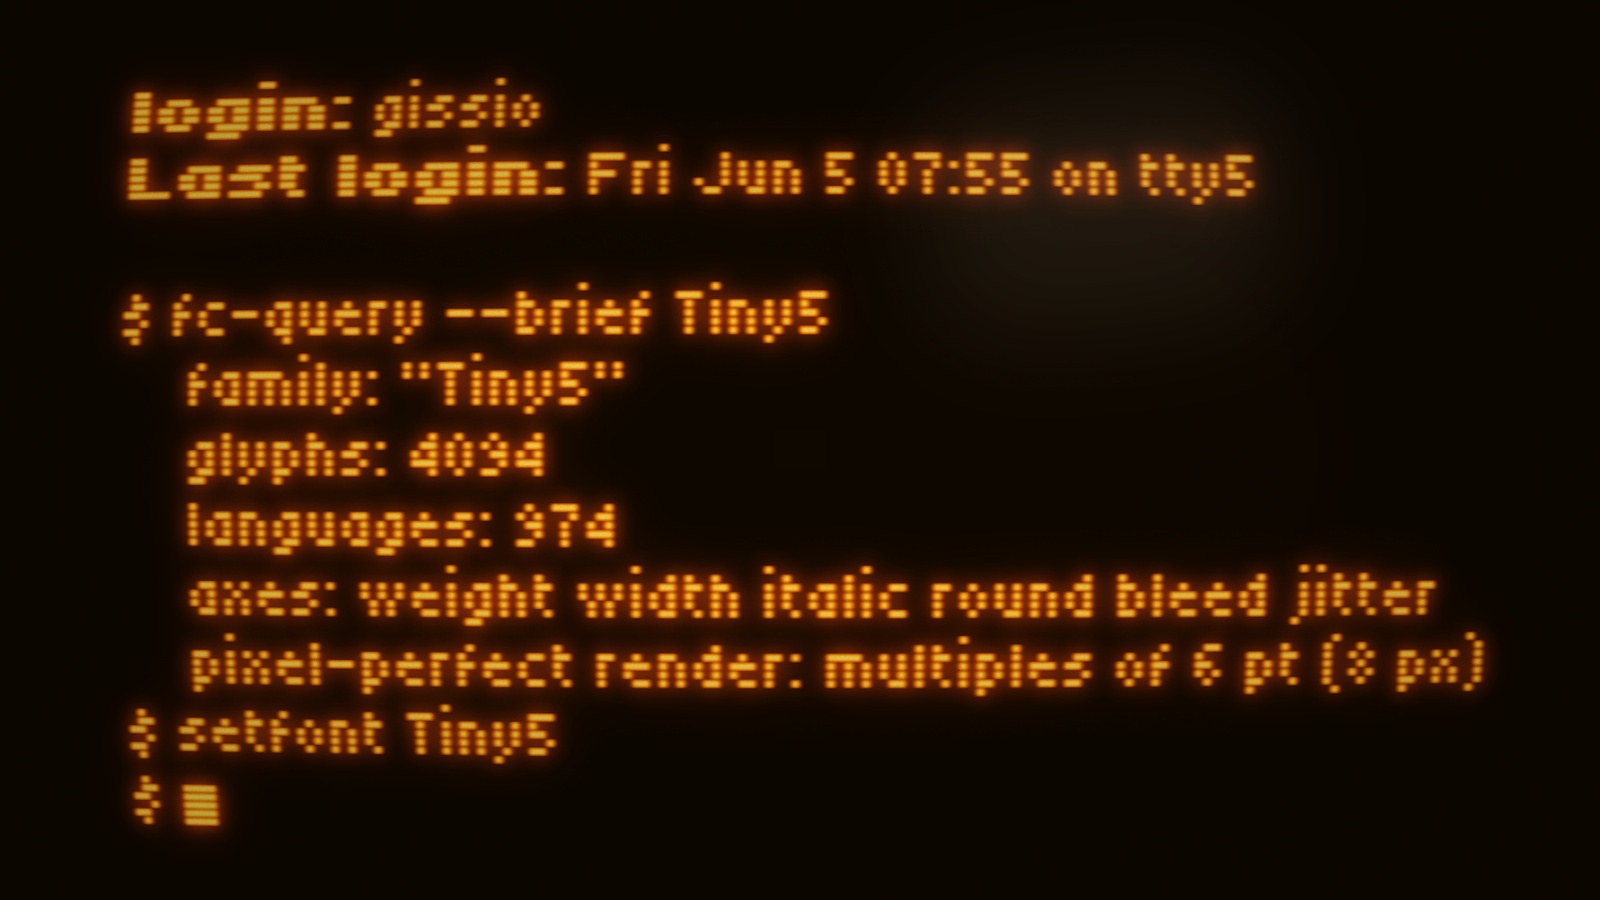 login: gissio
Last login: Fri Jun 5 07:55 on tty5
$ fc-query --brief Tiny5
family: "Tiny5"
glyphs: 4094
languages: 974
axes: weight width italic round bleed jitter
pixel-perfect render: multiples of 6 pt (8 px)
$ setfont Tiny5
$